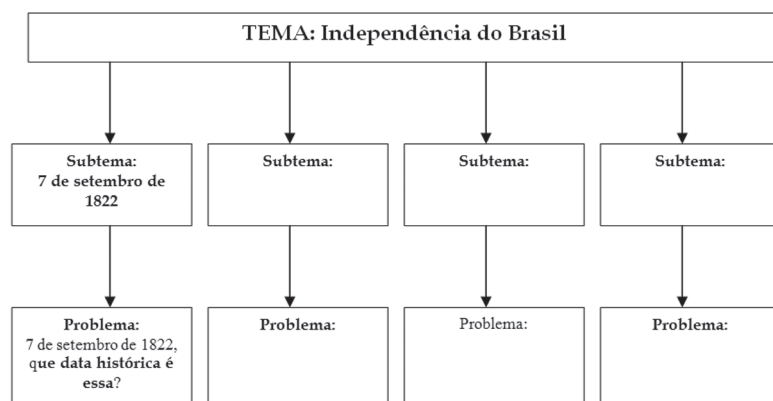 TEMA: Independência do Brasil
Subtema:
7 de setembro de
1822
Subtema:
Subtema:
Subtema:
Problema:
7 de setembro de 1822,
que data histórica é
essa?
Problema:
Problema:
Problema: